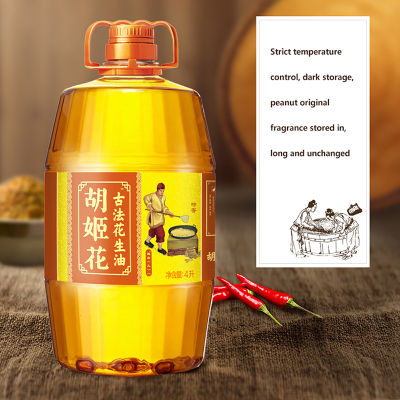 胡姬花
古法花生油
净含量:4升
Strict temperature
control, dark storage,
peanut original
fragrance stored in,
long and unchanged